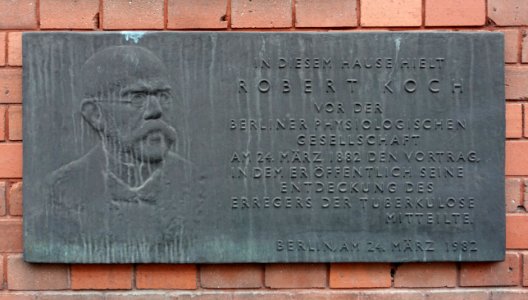 IN DIESEM HAUSE HIELT
ROBERT KOCH
VOR DER
BERLINER PHYSIOLOGISCHEN
GESELLSCHAFT
AM 24. MÄRZ 1882 DEN VORTRAG,
IN DEM ER ÖFFENTLICH SEINE
ENTDECKUNG DES
ERREGERS DER TUBERKULOSE
MITTEILTE.
BERLIN, AM 24. MÄRZ 1982